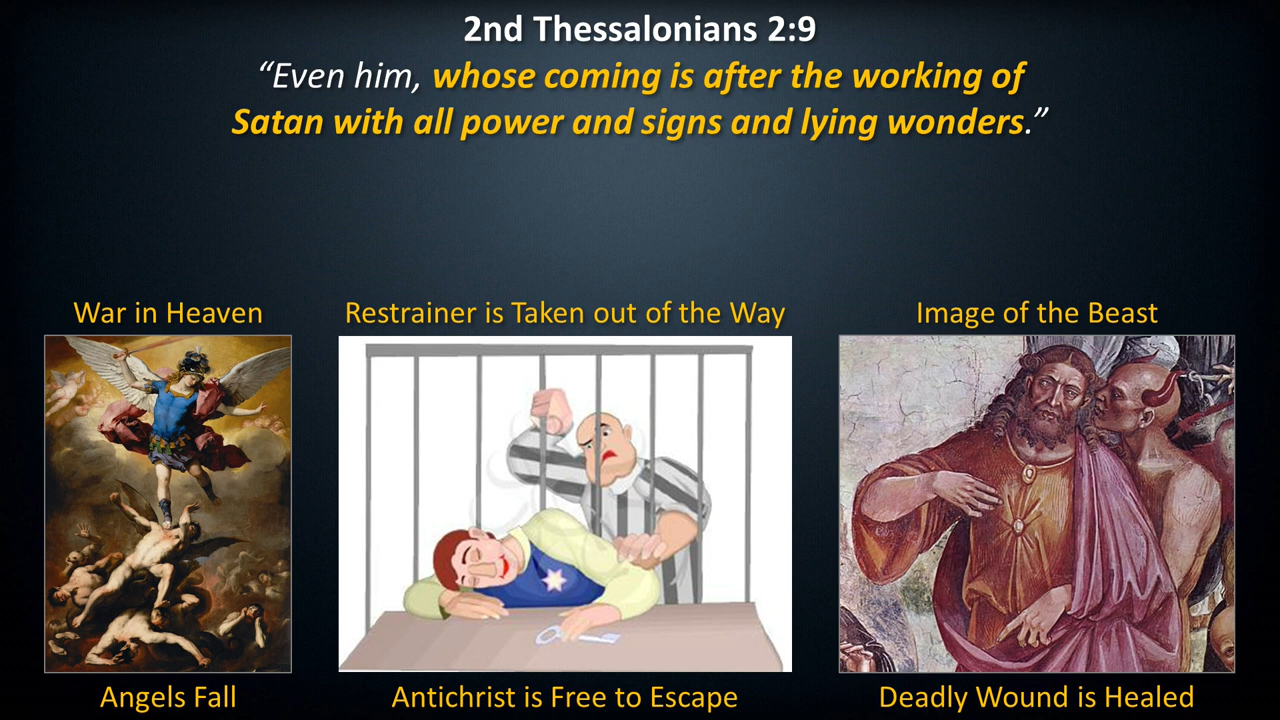 2nd Thessalonians 2:9
“Even him, whose coming is after the working of
Satan with all power and signs and lying wonders.”
War in Heaven
Restrainer is Taken out of the Way
Image of the Beast
Angels Fall
Antichrist is Free to Escape
Deadly Wound is Healed